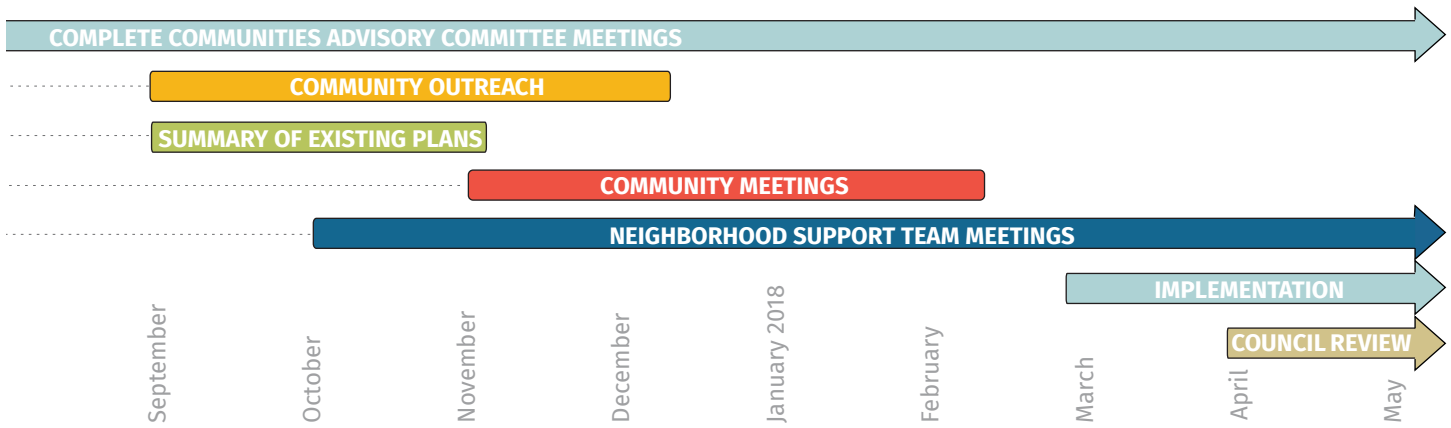 COMPLETE COMMUNITIES ADVISORY COMMITTEE MEETINGS
COMMUNITY OUTREACH
SUMMARY OF EXISTING PLANS
COMMUNITY MEETINGS
NEIGHBORHOOD SUPPORT TEAM MEETINGS
IMPLEMENTATION
COUNCIL REVIEW
September
October
November
December
January 2018
February
March
April
May